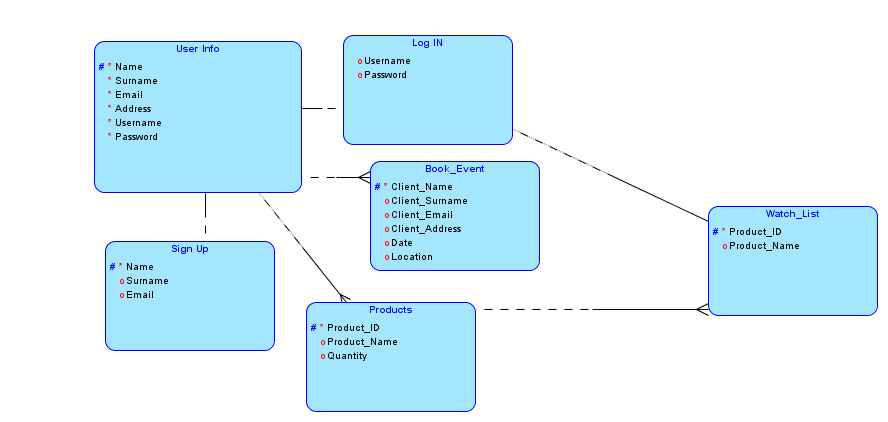 User Info
# * Name
* Surname
* Email
* Address
* Username
* Password
Log IN
o Username
o Password
Book_Event
# * Client_Name
o Client_Surname
o Client_Email
o Client_Address
o Date
o Location
Watch_List
# * Product_ID
o Product_Name
Sign Up
# * Name
o Surname
o Email
Products
# * Product_ID
o Product_Name
o Quantity